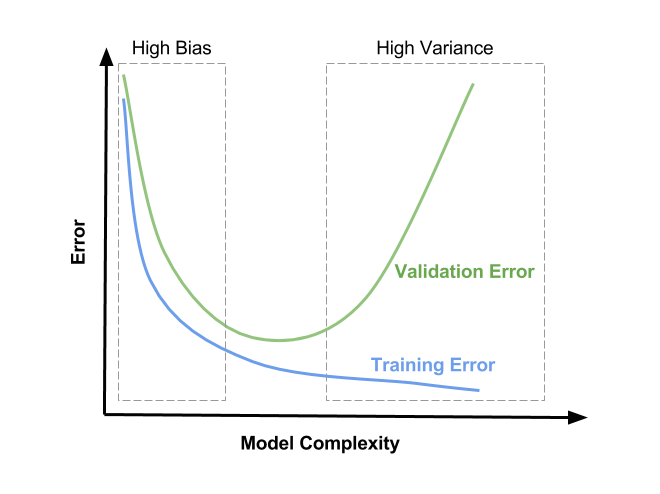 High Bias
High Variance
Error
Validation Error
Training Error
Model Complexity